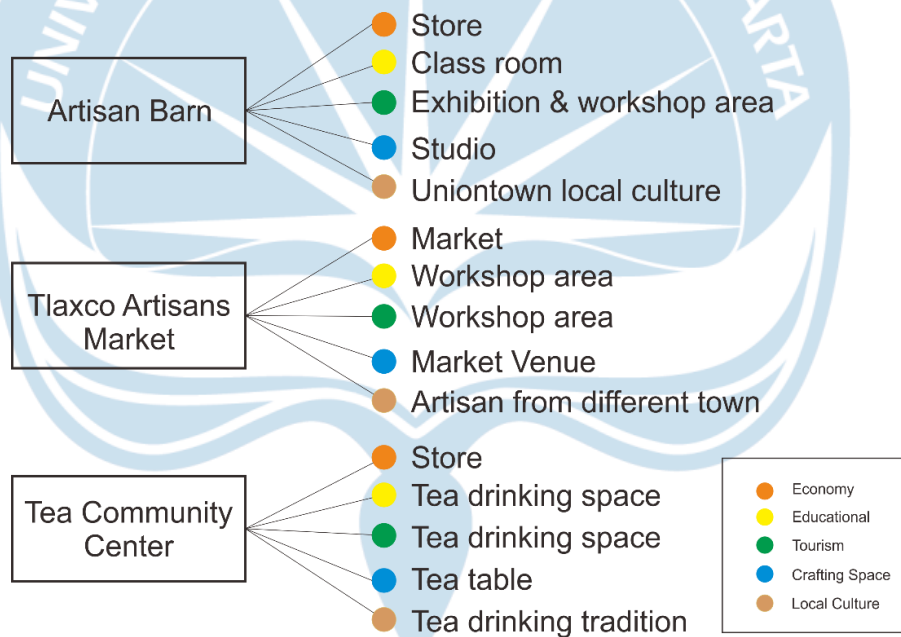 Store
Class room
Artisan Barn
Exhibition & workshop area
Studio
Uniontown local culture
Market
Workshop area
Tlaxco Artisans
Market
Workshop area
Market Venue
Artisan from different town
Store
Tea drinking space
Tea Community
Center
Tea drinking space
Tea table
Tea drinking tradition
Economy
Educational
Tourism
Crafting Space
Local Culture
UNIV
ARTA